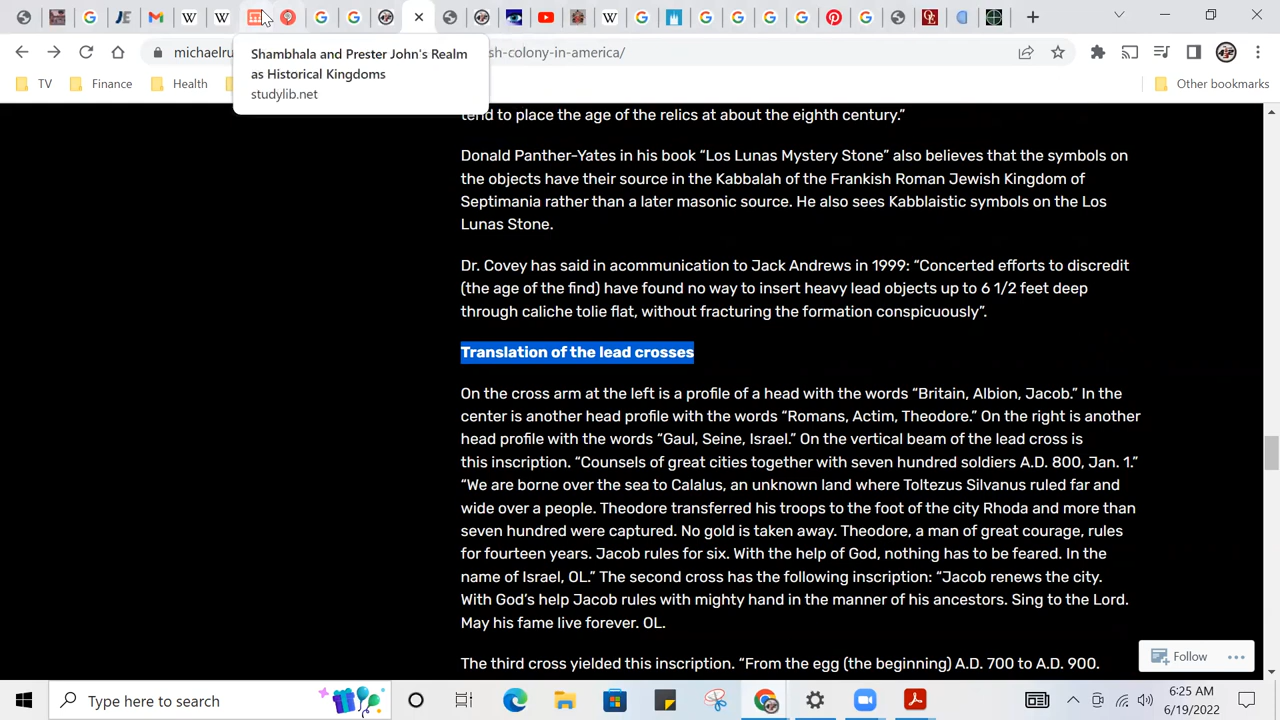 michaelru
sh-colony-in-america/
Shambhala and Prester John's Realm
as Historical Kingdoms
studylib.net
TV
Finance
Health
Other bookmarks
tend to place the age of the relics at about the eighth century.”
Donald Panther-Yates in his book “Los Lunas Mystery Stone” also believes that the symbols on
the objects have their source in the Kabbalah of the Frankish Roman Jewish Kingdom of
Septimania rather than a later masonic source. He also sees Kabblaistic symbols on the Los
Lunas Stone.
Dr. Covey has said in acommunication to Jack Andrews in 1999: “Concerted efforts to discredit
(the age of the find) have found no way to insert heavy lead objects up to 6 1/2 feet deep
through caliche tolie flat, without fracturing the formation conspicuously”.
Translation of the lead crosses
On the cross arm at the left is a profile of a head with the words “Britain, Albion, Jacob.” In the
center is another head profile with the words “Romans, Actim, Theodore.” On the right is another
head profile with the words “Gaul, Seine, Israel.” On the vertical beam of the lead cross is
this inscription. “Counsels of great cities together with seven hundred soldiers A.D. 800, Jan. 1.”
“We are borne over the sea to Calalus, an unknown land where Toltezus Silvanus ruled far and
wide over a people. Theodore transferred his troops to the foot of the city Rhoda and more than
seven hundred were captured. No gold is taken away. Theodore, a man of great courage, rules
for fourteen years. Jacob rules for six. With the help of God, nothing has to be feared. In the
name of Israel, OL.” The second cross has the following inscription: “Jacob renews the city.
With God’s help Jacob rules with mighty hand in the manner of his ancestors. Sing to the Lord.
May his fame live forever. OL.
The third cross yielded this inscription. “From the egg (the beginning) A.D. 700 to A.D. 900.
Follow
Type here to search
6:25 AM
6/19/2022